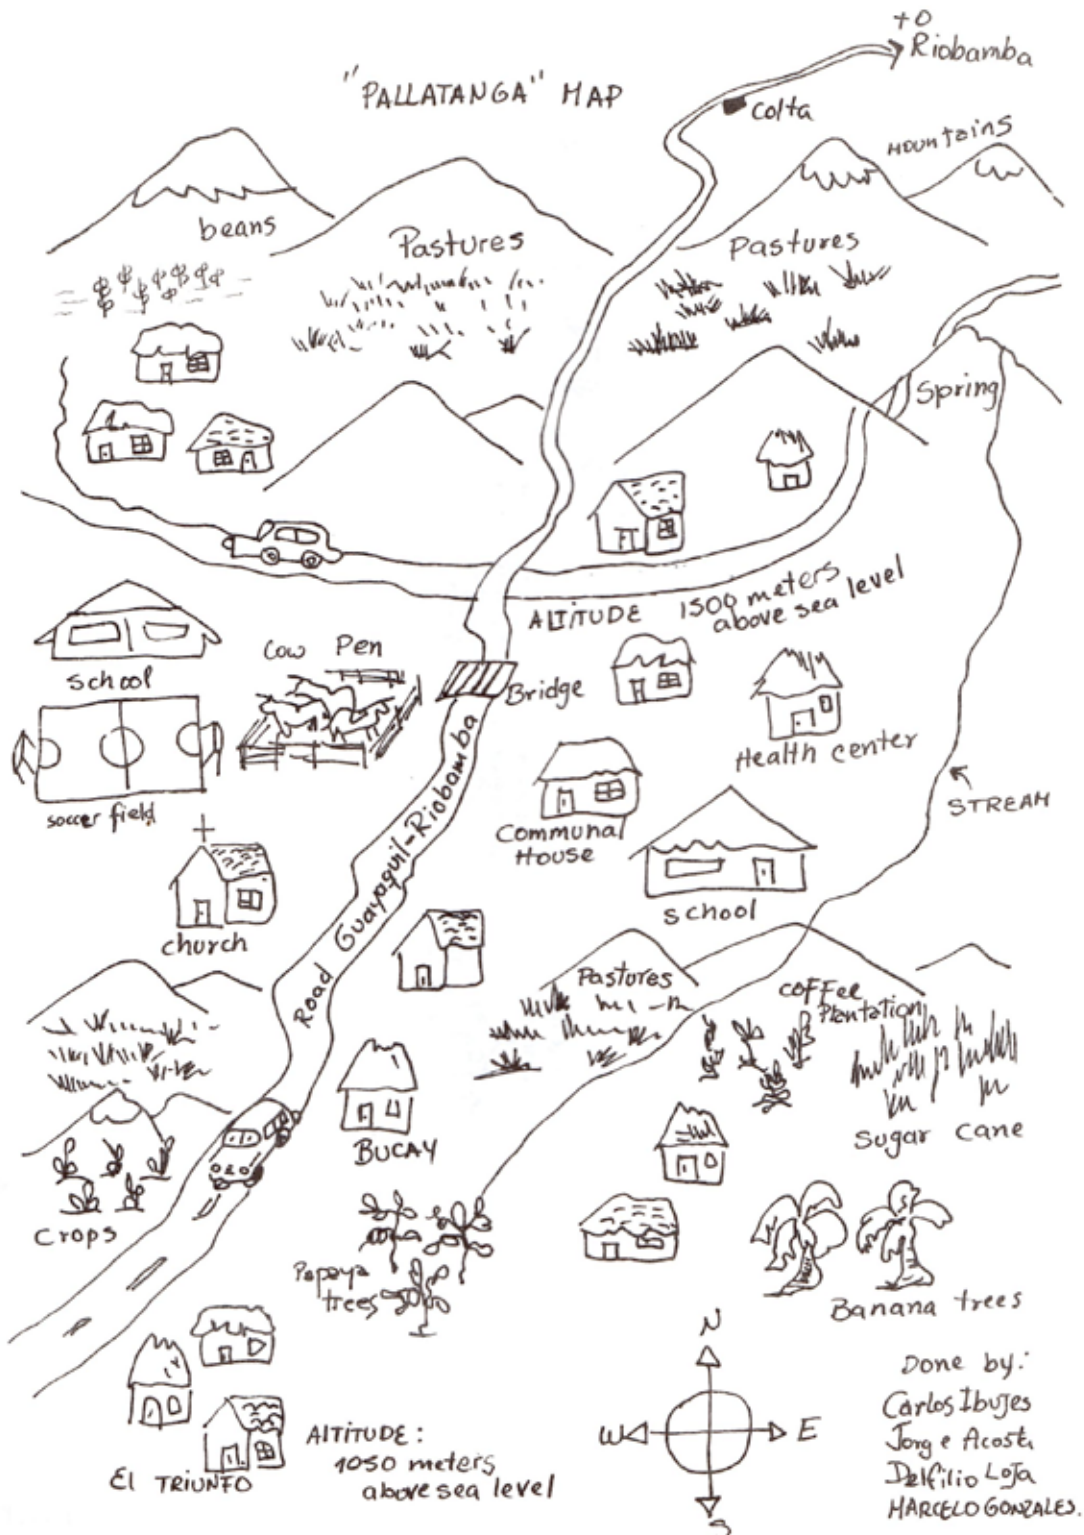 to
Riobamba
"PALLATANGA" MAP
Colta
MOUNTAINS
beans
Pastures
Pastures
Spring
ALTITUDE 1500 meters
above sea level
School
Cow Pen
Bridge
Health center
soccer field
Communal
House
STREAM
Road Guayaquil-Riobamba
School
church
Pastures
COFFEE
Plantation
Sugar Cane
BUCAY
Crops
Papaya
trees
Banana trees
N
W E
S
El TRIUNFO
ALTITUDE:
1050 meters
above sea level
Done by:
Carlos Ibujes
Jorge Acosta
Delfilio Loja
MARCELO GONZALES.